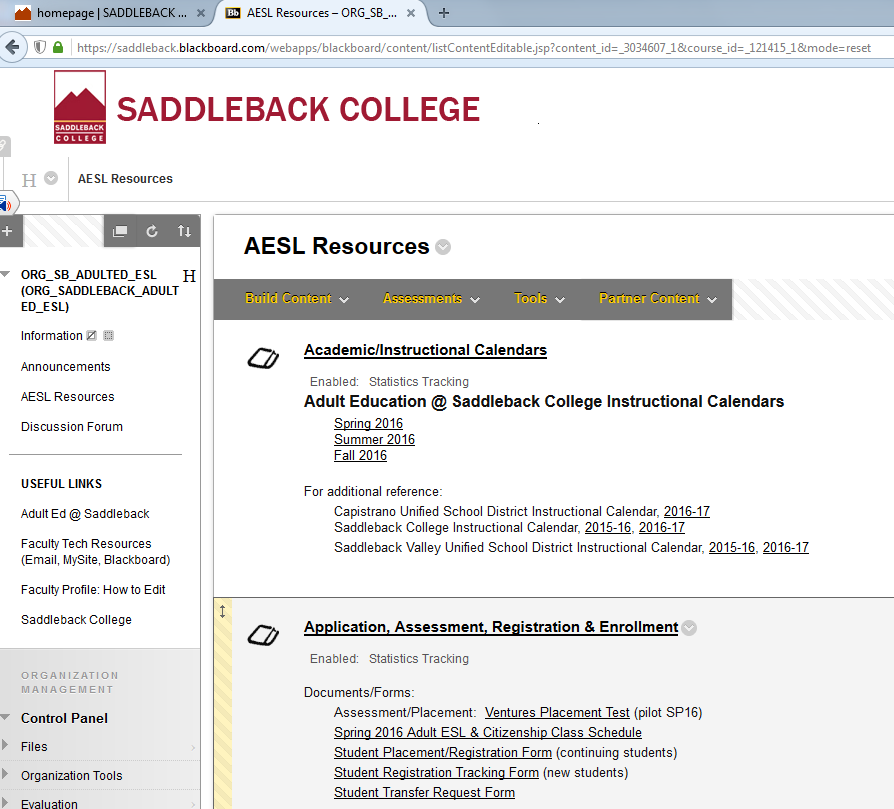 homepage | SADDLEBACK ...
Bb AESL Resources – ORG_SB_...
https://saddleback.blackboard.com/webapps/blackboard/content/listContentEditable.jsp?content_id=_3034607_1&course_id=_121415_1&mode=reset
SADDLEBACK
COLLEGE
SADDLEBACK COLLEGE
H
AESL Resources
ORG_SB_ADULTED_ESL
(ORG_SADDLEBACK_ADULT
ED_ESL)
H
Information
Announcements
AESL Resources
Discussion Forum
USEFUL LINKS
Adult Ed @ Saddleback
Faculty Tech Resources
(Email, MySite, Blackboard)
Faculty Profile: How to Edit
Saddleback College
ORGANIZATION
MANAGEMENT
Control Panel
Files
Organization Tools
Evaluation
AESL Resources
Build Content
Assessments
Tools
Partner Content
Academic/Instructional Calendars
Enabled: Statistics Tracking
Adult Education @ Saddleback College Instructional Calendars
Spring 2016
Summer 2016
Fall 2016
For additional reference:
Capistrano Unified School District Instructional Calendar, 2016-17
Saddleback College Instructional Calendar, 2015-16, 2016-17
Saddleback Valley Unified School District Instructional Calendar, 2015-16, 2016-17
Application, Assessment, Registration & Enrollment
Enabled: Statistics Tracking
Documents/Forms:
Assessment/Placement: Ventures Placement Test (pilot SP16)
Spring 2016 Adult ESL & Citizenship Class Schedule
Student Placement/Registration Form (continuing students)
Student Registration Tracking Form (new students)
Student Transfer Request Form